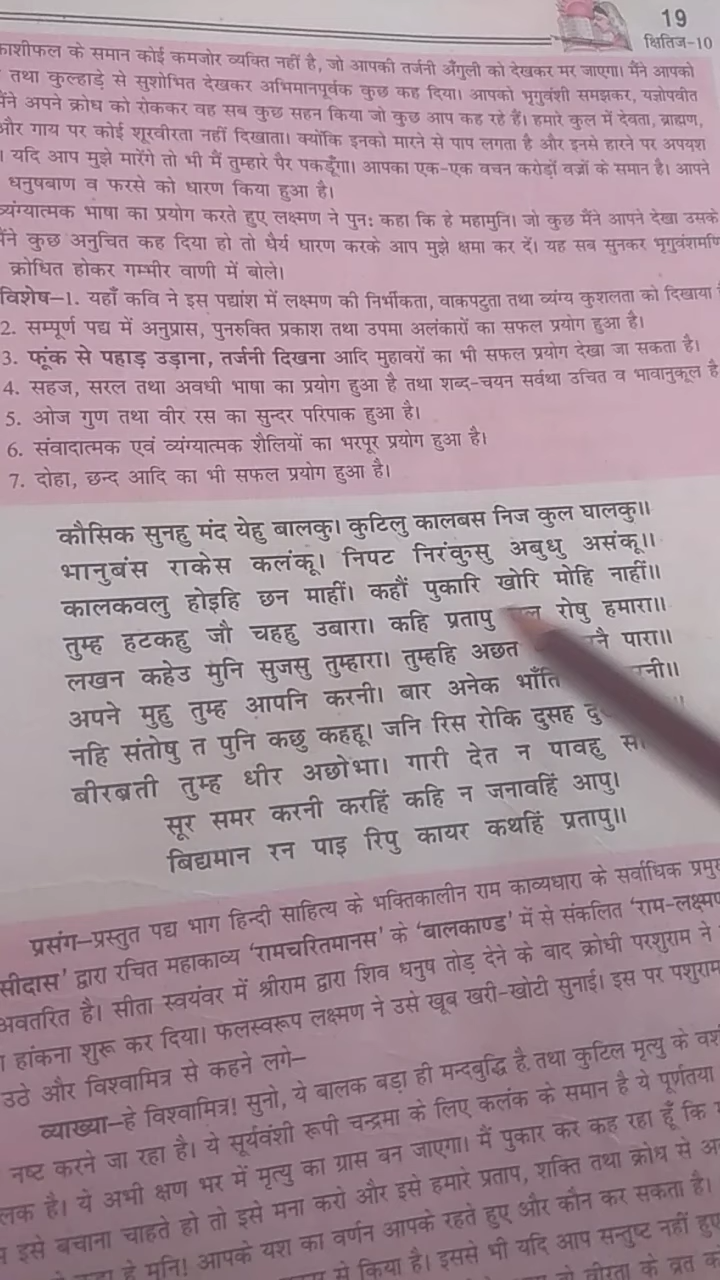 19
क्षितिज-10
काशीफल के समान कोई कमजोर व्यक्ति नहीं है, जो आपकी तर्जनी अँगुली को देखकर मर जाएगा। मैंने आपको
तथा कुल्हाड़े से सुशोभित देखकर अभिमानपूर्वक कुछ कह दिया। आपको भृगुवंशी समझकर, यज्ञोपवीत
मैंने अपने क्रोध को रोककर वह सब कुछ सहन किया जो कुछ आप कह रहे हैं। हमारे कुल में देवता, ब्राह्मण,
और गाय पर कोई शूरवीरता नहीं दिखाता। क्योंकि इनको मारने से पाप लगता है और इनसे हारने पर अपयश
। यदि आप मुझे मारेंगे तो भी मैं तुम्हारे पैर पकडूँगा। आपका एक-एक वचन करोड़ों वज्रों के समान है। आपने
धनुषबाण व फरसे को धारण किया हुआ है।
व्यंग्यात्मक भाषा का प्रयोग करते हुए लक्ष्मण ने पुनः कहा कि हे महामुनि। जो कुछ मैंने आपने देखा उसके
मैंने कुछ अनुचित कह दिया हो तो धैर्य धारण करके आप मुझे क्षमा कर दें। यह सब सुनकर भृगुवंशमणि
क्रोधित होकर गम्भीर वाणी में बोले।
विशेष–1. यहाँ कवि ने इस पद्यांश में लक्ष्मण की निर्भीकता, वाकपटुता तथा व्यंग्य कुशलता को दिखाया
2. सम्पूर्ण पद्य में अनुप्रास, पुनरुक्ति प्रकाश तथा उपमा अलंकारों का सफल प्रयोग हुआ है।
3. फूंक से पहाड़ उड़ाना, तर्जनी दिखना आदि मुहावरों का भी सफल प्रयोग देखा जा सकता है।
4. सहज, सरल तथा अवधी भाषा का प्रयोग हुआ है तथा शब्द-चयन सर्वथा उचित व भावानुकूल है
5. ओज गुण तथा वीर रस का सुन्दर परिपाक हुआ है।
6. संवादात्मक एवं व्यंग्यात्मक शैलियों का भरपूर प्रयोग हुआ है।
7. दोहा, छन्द आदि का भी सफल प्रयोग हुआ है।
कौसिक सुनहु मंद येहु बालकु। कुटिलु कालबस निज कुल घालकु॥
भानुबंस राकेस कलंकू। निपट निरंकुसु अबुधु असंकू॥
कालकवलु होइहि छन माहीं। कहौं पुकारि खोरि मोहि नाहीं॥
तुम्ह हटकहु जौ चहहु उबारा। कहि प्रतापु रोषु हमारा॥
लखन कहेउ मुनि सुजसु तुम्हारा। तुम्हहि अछत पारा॥
अपने मुहु तुम्ह आपनि करनी। बार अनेक भाँति
नहि संतोषु त पुनि कछु कहहू। जनि रिस रोकि दुसह
बीरब्रती तुम्ह धीर अछोभा। गारी देत न पावहु
सूर समर करनी करहिं कहि न जनावहिं आपु।
बिद्यमान रन पाइ रिपु कायर कथहिं प्रतापु॥
प्रसंग–प्रस्तुत पद्य भाग हिन्दी साहित्य के भक्तिकालीन राम काव्यधारा के सर्वाधिक प्रमुख
सीदास' द्वारा रचित महाकाव्य 'रामचरितमानस' के 'बालकाण्ड' में से संकलित 'राम-लक्ष्मण
अवतरित है। सीता स्वयंवर में श्रीराम द्वारा शिव धनुष तोड़ देने के बाद क्रोधी परशुराम ने
हांकना शुरू कर दिया। फलस्वरूप लक्ष्मण ने उसे खूब खरी-खोटी सुनाई। इस पर पशुराम
उठे और विश्वामित्र से कहने लगे–
व्याख्या–हे विश्वामित्र! सुनो, ये बालक बड़ा ही मन्दबुद्धि है तथा कुटिल मृत्यु के वश
नष्ट करने जा रहा है। ये सूर्यवंशी रूपी चन्द्रमा के लिए कलंक के समान है ये पूर्णतया
लक है। ये अभी क्षण भर में मृत्यु का ग्रास बन जाएगा। मैं पुकार कर कह रहा हूँ कि
इसे बचाना चाहते हो तो इसे मना करो और इसे हमारे प्रताप, शक्ति तथा क्रोध से
हे मुनि! आपके यश का वर्णन आपके रहते हुए और कौन कर सकता है।
से किया है। इससे भी यदि आप सन्तुष्ट नहीं हुए